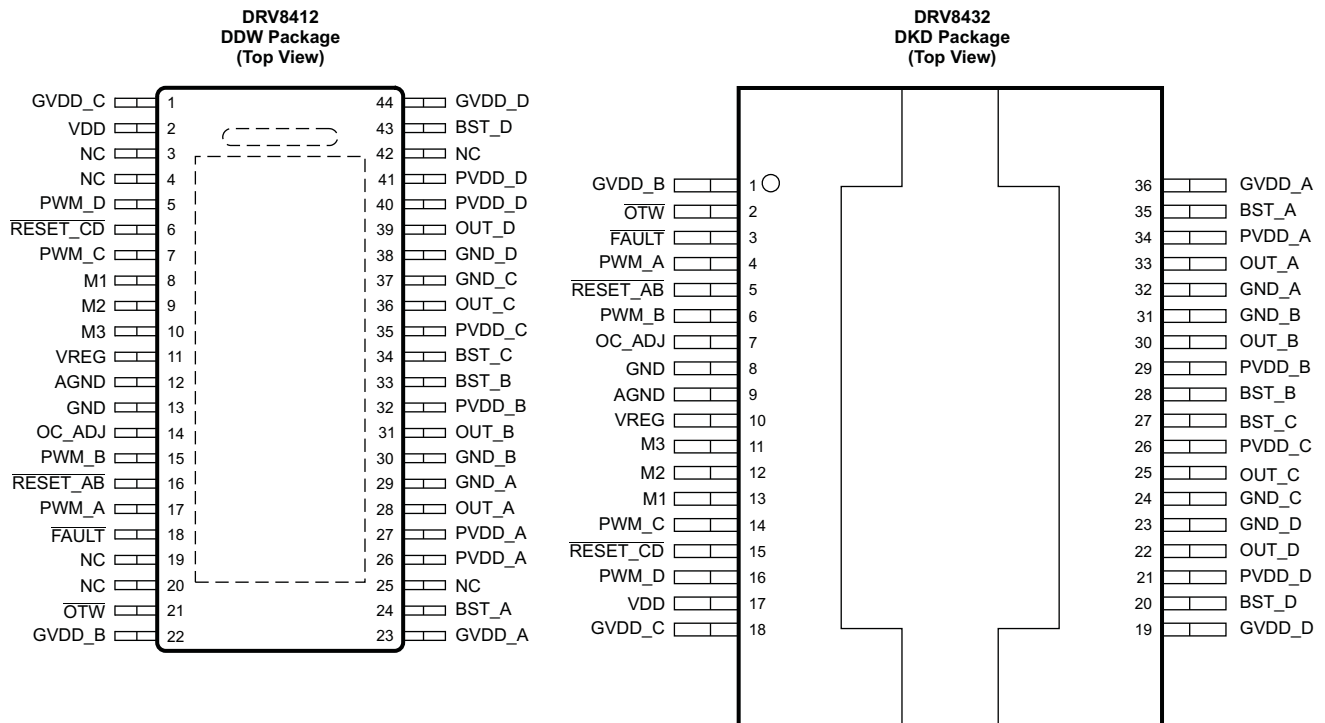 DRV8412
DDW Package
(Top View)
GVDD_C 1 44 GVDD_D
VDD 2 43 BST_D
NC 3 42 NC
NC 4 41 PVDD_D
PWM_D 5 40 PVDD_D
RESET_CD 6 39 OUT_D
PWM_C 7 38 GND_D
M1 8 37 GND_C
M2 9 36 OUT_C
M3 10 35 PVDD_C
VREG 11 34 BST_C
AGND 12 33 BST_B
GND 13 32 PVDD_B
OC_ADJ 14 31 OUT_B
PWM_B 15 30 GND_B
RESET_AB 16 29 GND_A
PWM_A 17 28 OUT_A
FAULT 18 27 PVDD_A
NC 19 26 PVDD_A
NC 20 25 NC
OTW 21 24 BST_A
GVDD_B 22 23 GVDD_A
DRV8432
DKD Package
(Top View)
GVDD_B 1 36 GVDD_A
OTW 2 35 BST_A
FAULT 3 34 PVDD_A
PWM_A 4 33 OUT_A
RESET_AB 5 32 GND_A
PWM_B 6 31 GND_B
OC_ADJ 7 30 OUT_B
GND 8 29 PVDD_B
AGND 9 28 BST_B
VREG 10 27 BST_C
M3 11 26 PVDD_C
M2 12 25 OUT_C
M1 13 24 GND_C
PWM_C 14 23 GND_D
RESET_CD 15 22 OUT_D
PWM_D 16 21 PVDD_D
VDD 17 20 BST_D
GVDD_C 18 19 GVDD_D